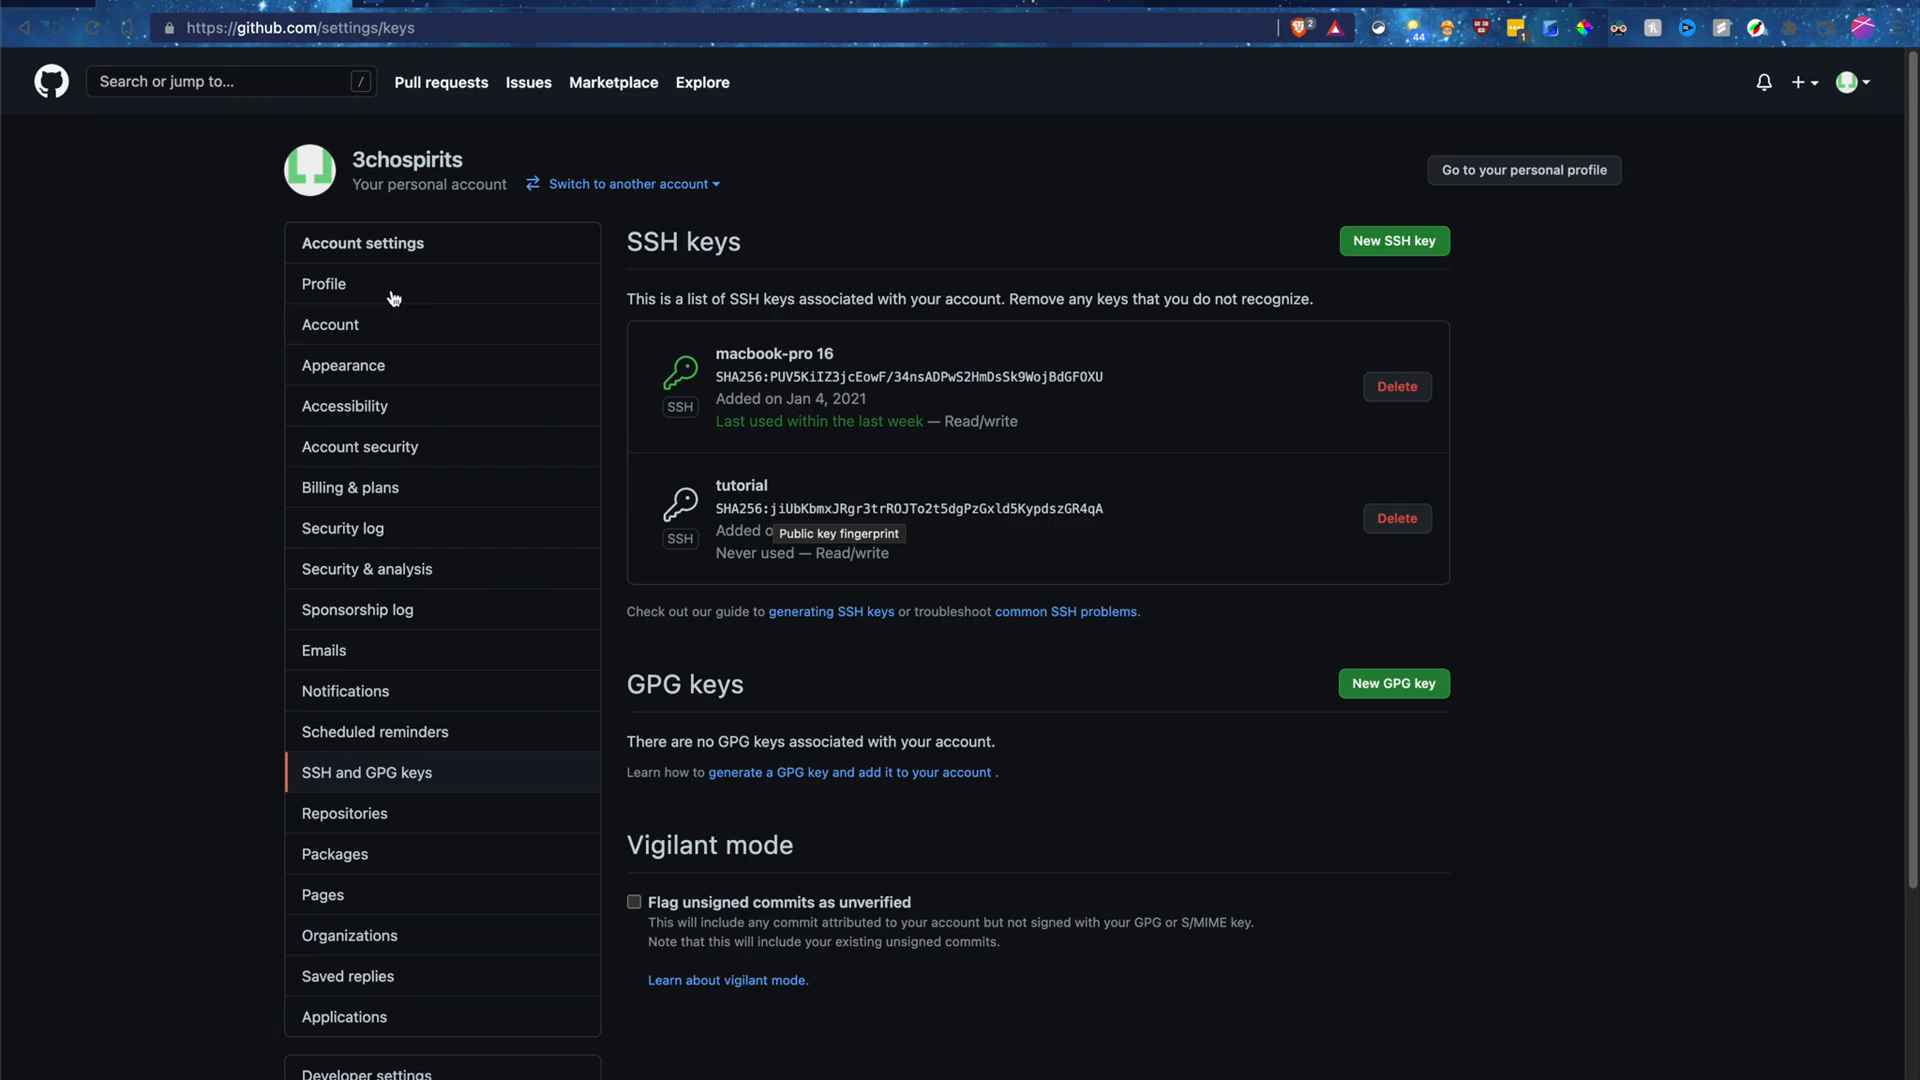 https://github.com/settings/keys
2
44
1
Search or jump to...
/
Pull requests
Issues
Marketplace
Explore
3chospirits
Your personal account
Switch to another account
Go to your personal profile
Account settings
Profile
Account
Appearance
Accessibility
Account security
Billing & plans
Security log
Security & analysis
Sponsorship log
Emails
Notifications
Scheduled reminders
SSH and GPG keys
Repositories
Packages
Pages
Organizations
Saved replies
Applications
Developer settings
SSH keys
New SSH key
This is a list of SSH keys associated with your account. Remove any keys that you do not recognize.
macbook-pro 16
SHA256:PUV5KiIZ3jcEowF/34nsADPwS2HmDsSk9WojBdGFOXU
Added on Jan 4, 2021
Last used within the last week — Read/write
SSH
Delete
tutorial
SHA256:jiUbKbmxJRgr3trROJTo2t5dgPzGxld5KypdszGR4qA
Added o
Public key fingerprint
Never used — Read/write
SSH
Delete
Check out our guide to generating SSH keys or troubleshoot common SSH problems.
GPG keys
New GPG key
There are no GPG keys associated with your account.
Learn how to generate a GPG key and add it to your account .
Vigilant mode
Flag unsigned commits as unverified
This will include any commit attributed to your account but not signed with your GPG or S/MIME key.
Note that this will include your existing unsigned commits.
Learn about vigilant mode.